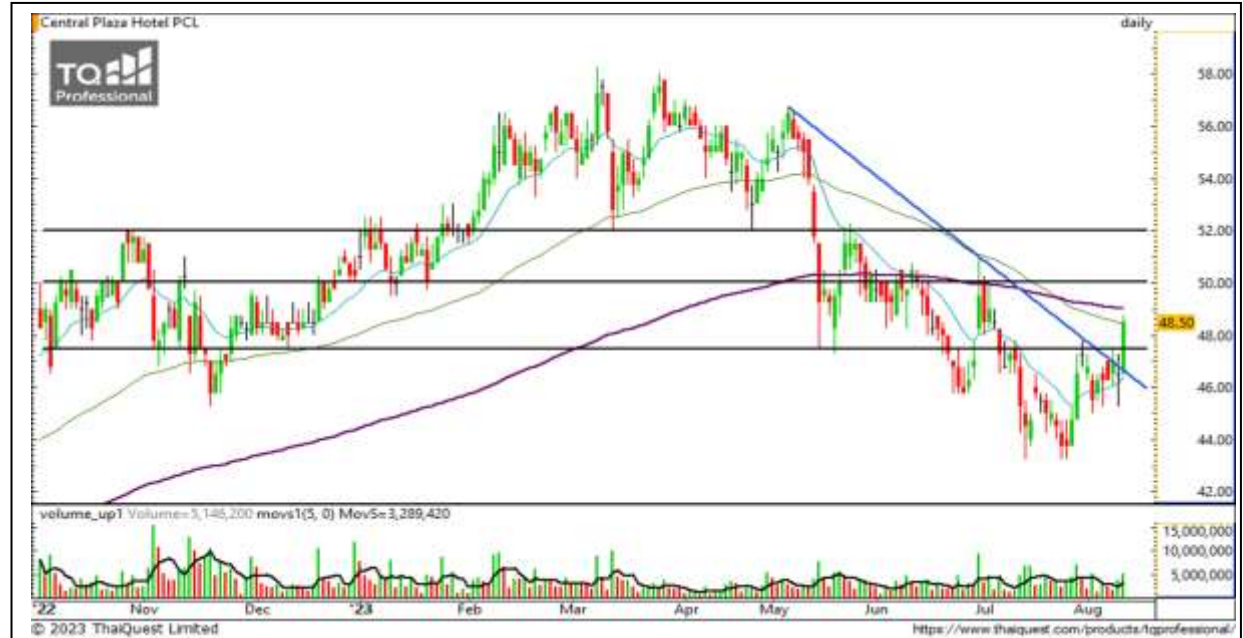 Central Plaza Hotel PCL daily
TQ
Professional
58.00
56.00
54.00
52.00
50.00
48.50
48.00
46.00
44.00
42.00
volume_up1 Volume=5,146,200 movs1(5, 0) MovS=3,289,420
15,000,000
10,000,000
5,000,000
'22 Nov Dec '23 Feb Mar Apr May Jun Jul Aug
© 2023 ThaiQuest Limited https://www.thaiquest.com/products/tqprofessional/